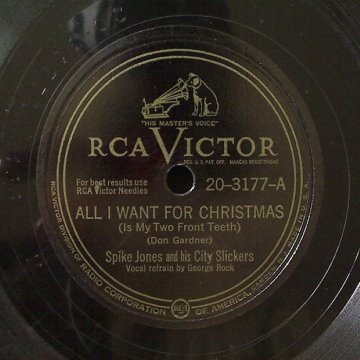 "HIS MASTER'S VOICE"
RCA VICTOR
REG. U.S. PAT. OFF. MARCAS REGISTRADAS
For best results use
RCA Victor Needles
20-3177-A
ALL I WANT FOR CHRISTMAS
(Is My Two Front Teeth)
(Don Gardner)
Spike Jones and his City Slickers
Vocal refrain by George Rock
RCA VICTOR DIVISION OF RADIO CORPORATION RCA OF AMERICA, CAMDEN,